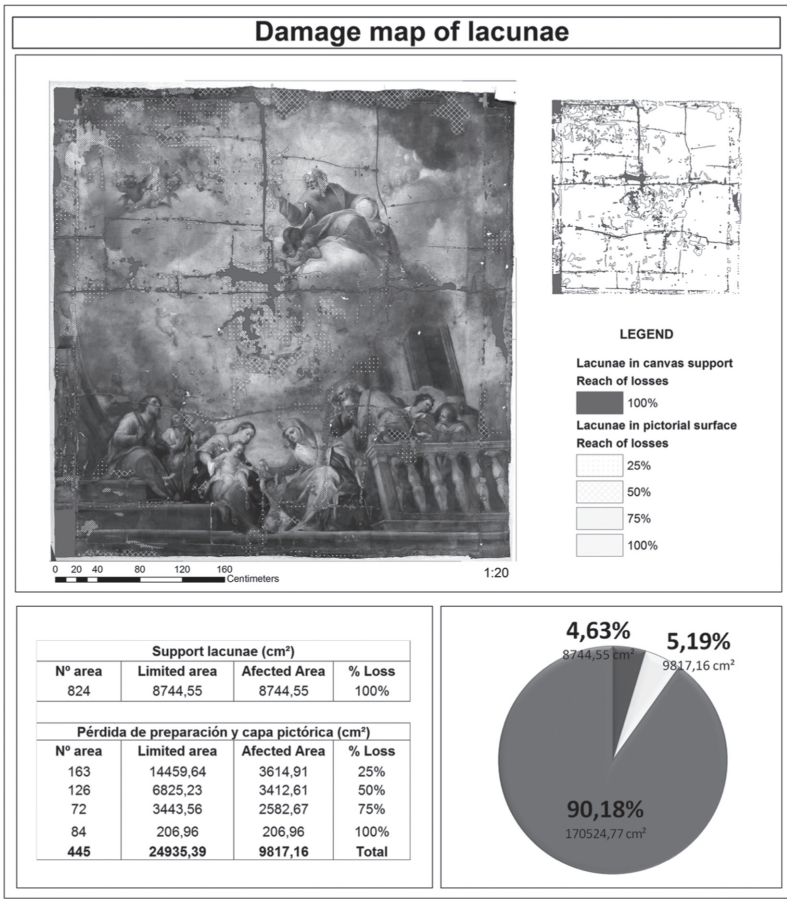 Damage map of lacunae
0 20 40 80 120 160
Centimeters
1:20
LEGEND
Lacunae in canvas support
Reach of losses
100%
Lacunae in pictorial surface
Reach of losses
25%
50%
75%
100%
Support lacunae (cm²)
Nº area Limited area Afected Area % Loss
824 8744,55 8744,55 100%
Pérdida de preparación y capa pictórica (cm²)
Nº area Limited area Afected Area % Loss
163 14459,64 3614,91 25%
126 6825,23 3412,61 50%
72 3443,56 2582,67 75%
84 206,96 206,96 100%
445 24935,39 9817,16 Total
4,63%
8744,55 cm²
5,19%
9817,16 cm²
90,18%
170524,77 cm²